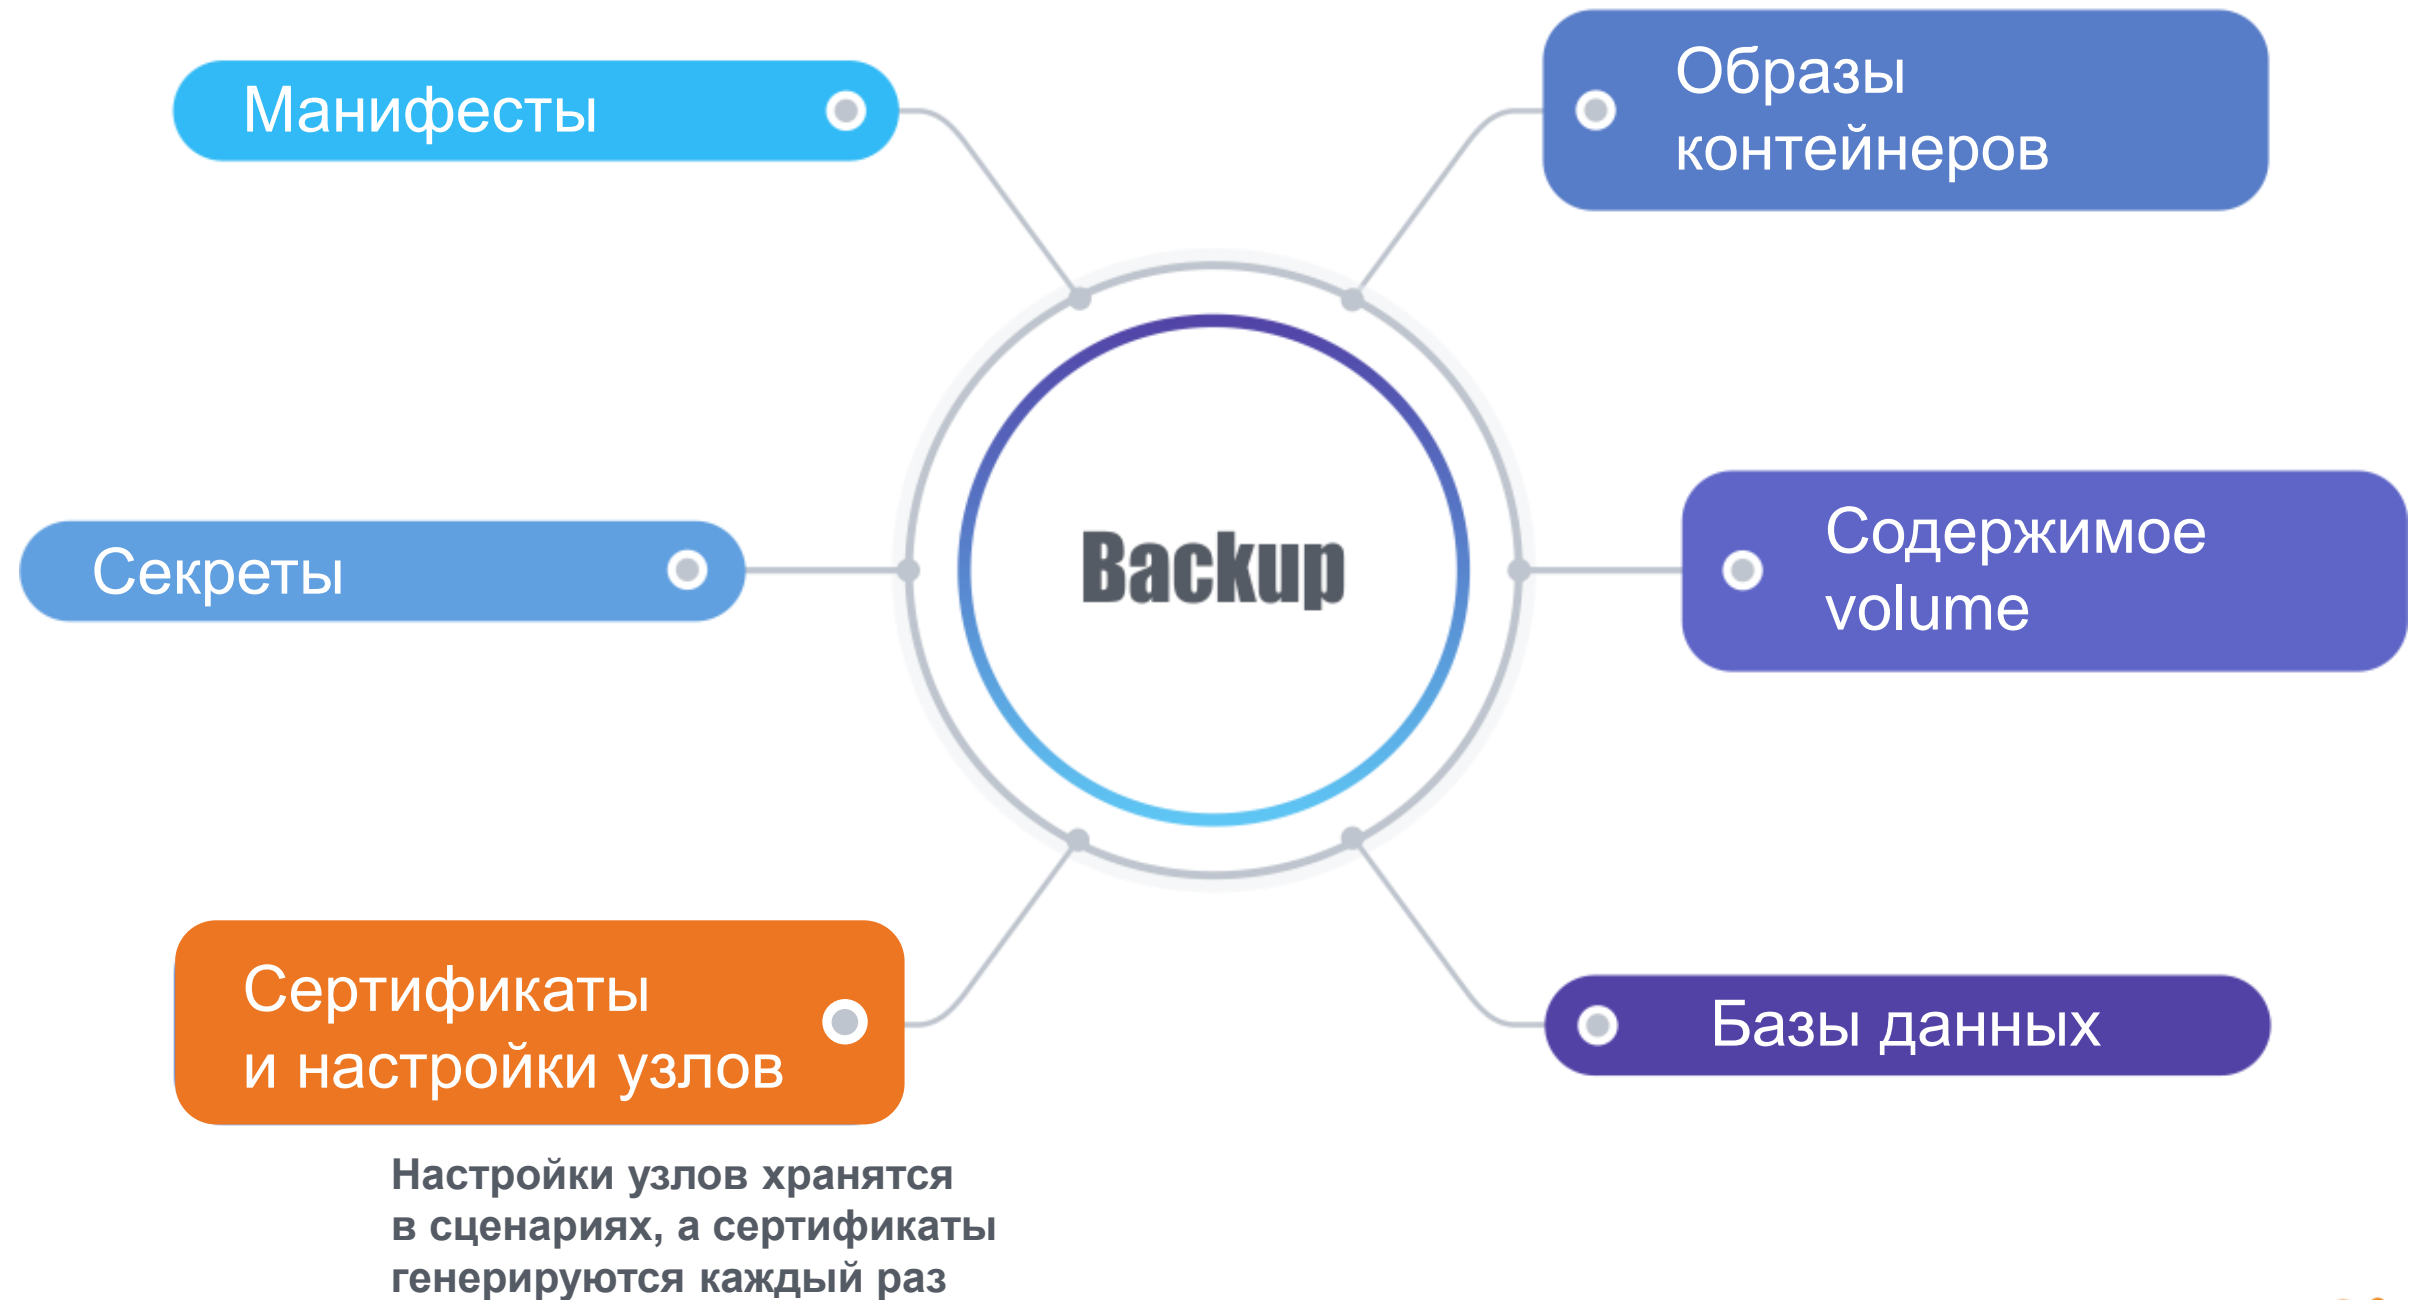 Манифесты
Образы
контейнеров
Секреты
Backup
Содержимое
volume
Сертификаты
и настройки узлов
Базы данных
Настройки узлов хранятся
в сценариях, а сертификаты
генерируются каждый раз